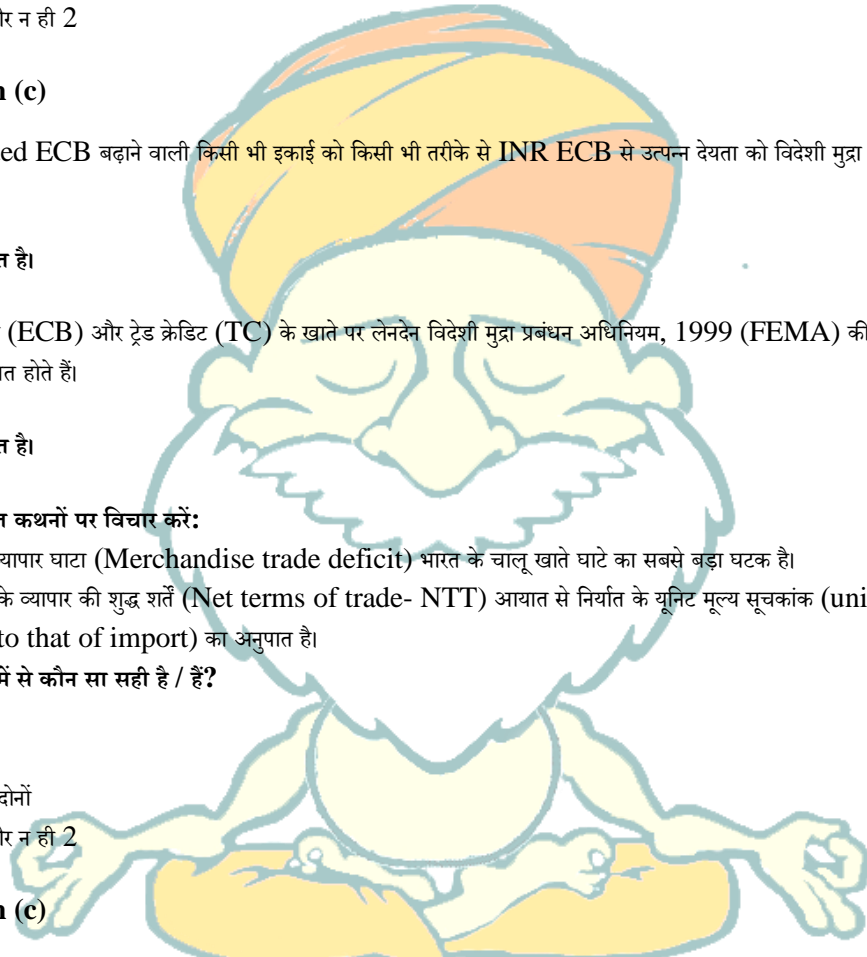 र न ही 2
n (c)
ed ECB बढ़ाने वाली किसी भी इकाई को किसी भी तरीके से INR ECB से उत्पन्न देयता को विदेशी मुद्रा
त है।
(ECB) और ट्रेड क्रेडिट (TC) के खाते पर लेनदेन विदेशी मुद्रा प्रबंधन अधिनियम, 1999 (FEMA) की
त होते हैं।
त है।
त कथनों पर विचार करें:
यापार घाटा (Merchandise trade deficit) भारत के चालू खाते घाटे का सबसे बड़ा घटक है।
के व्यापार की शुद्ध शर्तें (Net terms of trade- NTT) आयात से निर्यात के यूनिट मूल्य सूचकांक (uni
to that of import) का अनुपात है।
में से कौन सा सही है / हैं?
दोनों
र न ही 2
n (c)